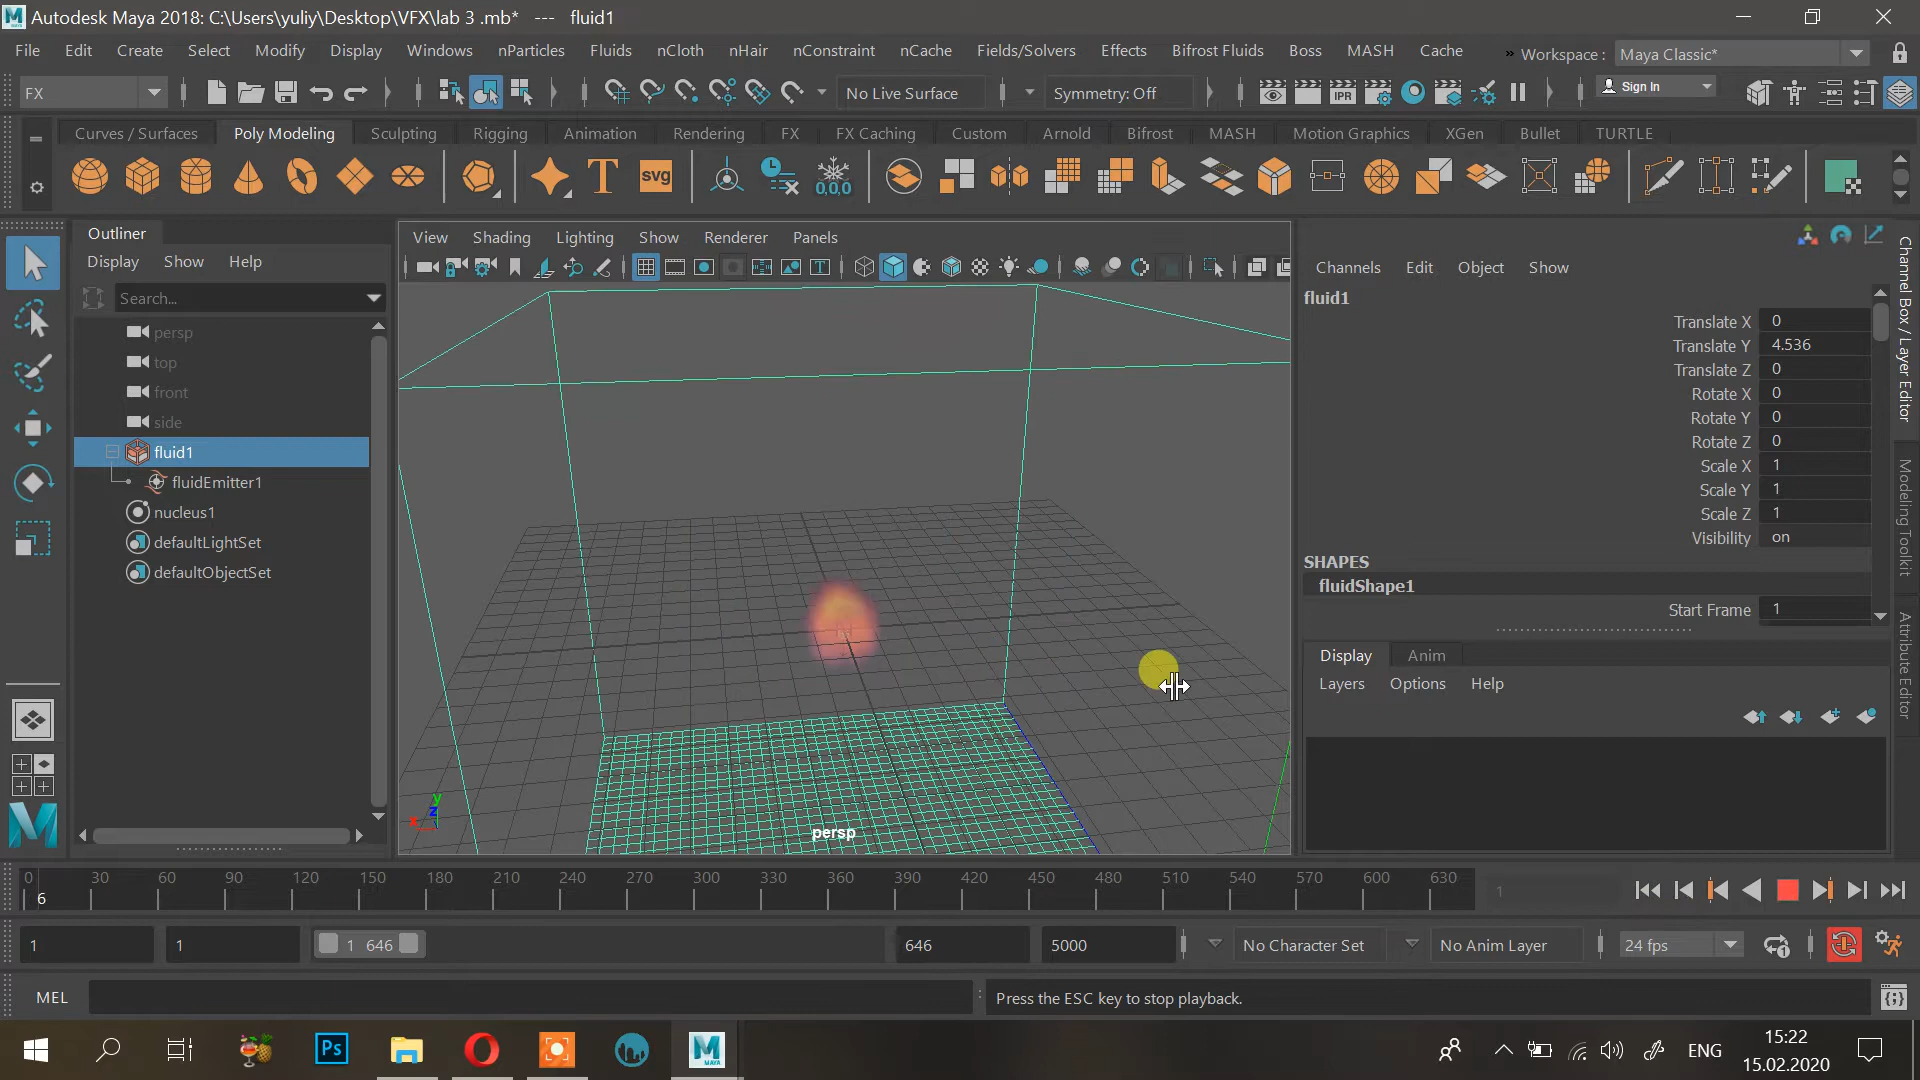 Autodesk Maya 2018: C:\Users\yuliy\Desktop\VFX\lab 3 .mb*   ---   fluid1
File Edit Create Select Modify Display Windows nParticles Fluids nCloth nHair nConstraint nCache Fields/Solvers Effects Bifrost Fluids Boss MASH Cache » Workspace : Maya Classic*
FX No Live Surface Symmetry: Off IPR Sign In
Curves / Surfaces Poly Modeling Sculpting Rigging Animation Rendering FX FX Caching Custom Arnold Bifrost MASH Motion Graphics XGen Bullet TURTLE
T svg 0,0,0
Outliner
Display Show Help
Search...
persp
top
front
side
fluid1
fluidEmitter1
nucleus1
defaultLightSet
defaultObjectSet
View Shading Lighting Show Renderer Panels
persp
y
z
x
Channels Edit Object Show
fluid1
Translate X 0
Translate Y 4.536
Translate Z 0
Rotate X 0
Rotate Y 0
Rotate Z 0
Scale X 1
Scale Y 1
Scale Z 1
Visibility on
SHAPES
fluidShape1
Start Frame 1
Display Anim
Layers Options Help
Channel Box / Layer Editor
Modeling Toolkit
Attribute Editor
0 30 60 90 120 150 180 210 240 270 300 330 360 390 420 450 480 510 540 570 600 630
6
1
1 1 1 646 646 5000 No Character Set No Anim Layer 24 fps
MEL Press the ESC key to stop playback.
Ps M MAYA ENG 15:22
15.02.2020